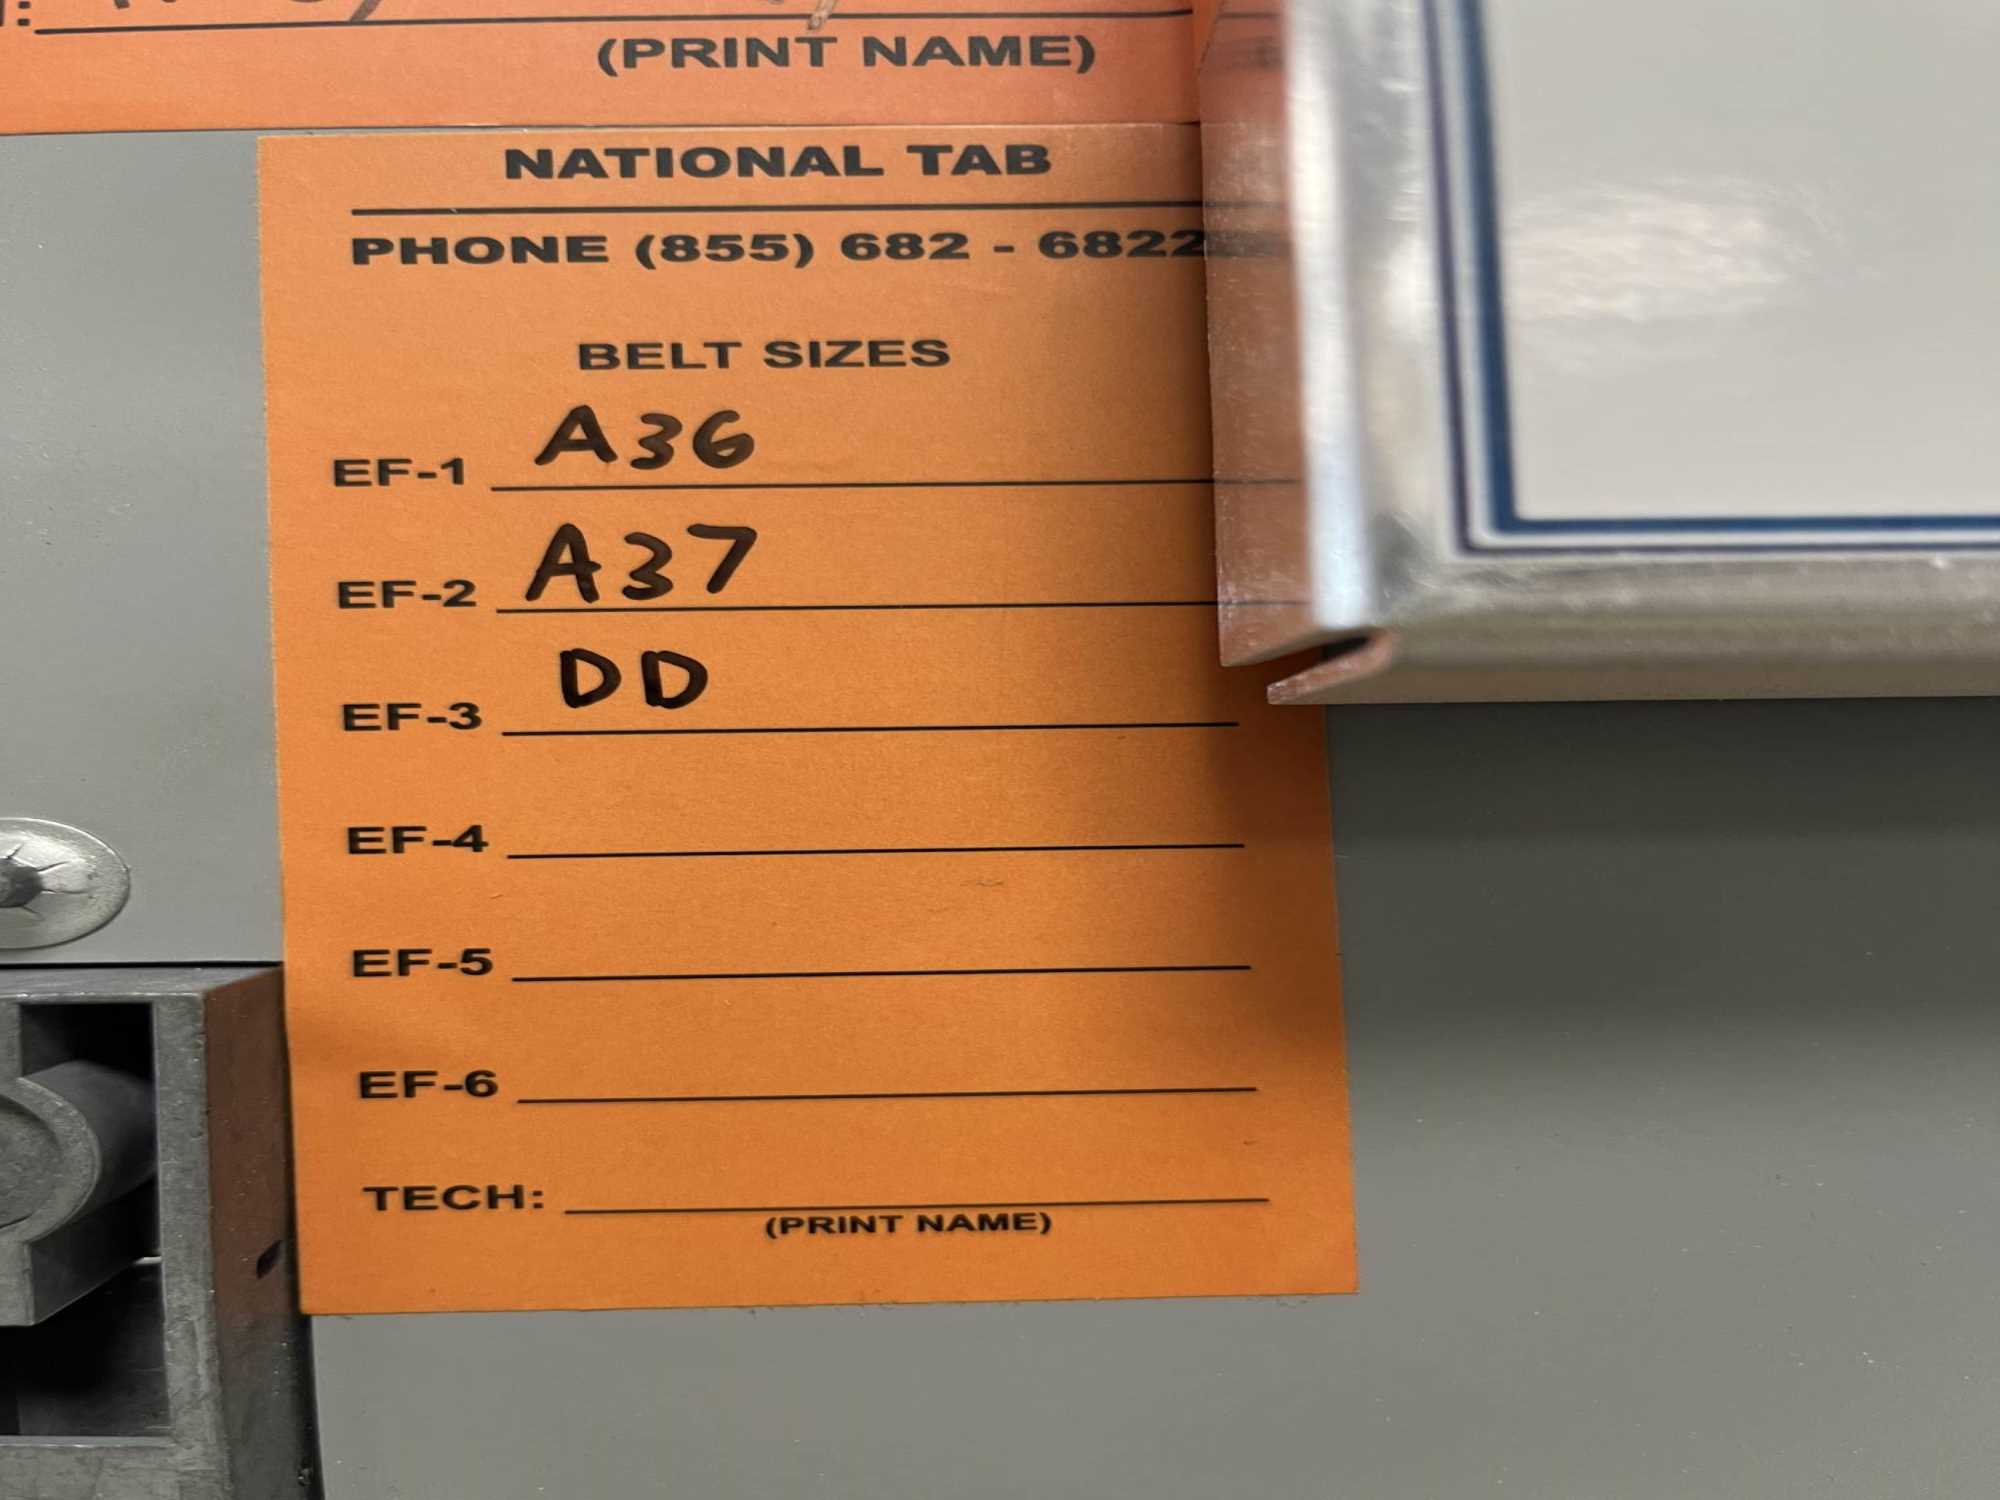 (PRINT NAME)
NATIONAL TAB
PHONE (855) 682 - 6822
BELT SIZES
EF-1 A36
EF-2 A37
EF-3 DD
EF-4
EF-5
EF-6
TECH:
(PRINT NAME)